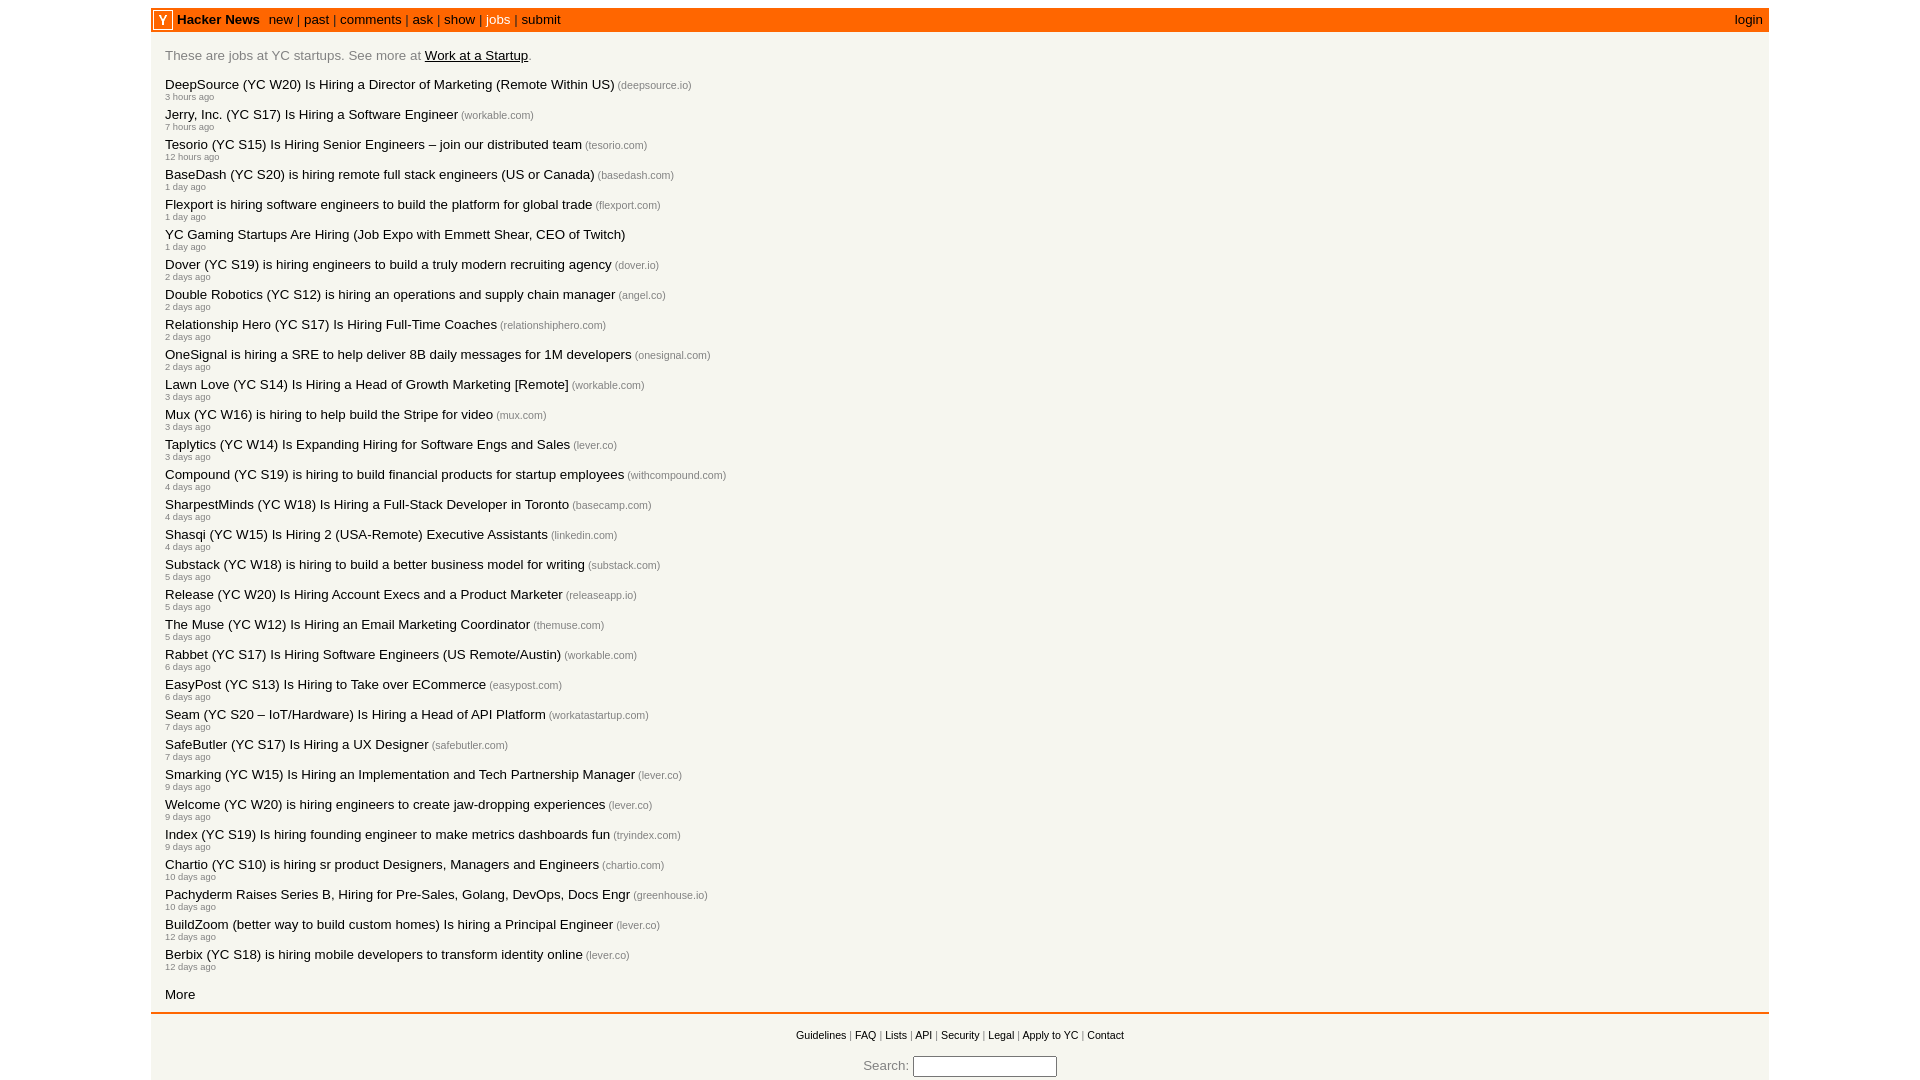 Y Hacker News new | past | comments | ask | show | jobs | submit login
These are jobs at YC startups. See more at Work at a Startup.
DeepSource (YC W20) Is Hiring a Director of Marketing (Remote Within US) (deepsource.io)
3 hours ago
Jerry, Inc. (YC S17) Is Hiring a Software Engineer (workable.com)
7 hours ago
Tesorio (YC S15) Is Hiring Senior Engineers – join our distributed team (tesorio.com)
12 hours ago
BaseDash (YC S20) is hiring remote full stack engineers (US or Canada) (basedash.com)
1 day ago
Flexport is hiring software engineers to build the platform for global trade (flexport.com)
1 day ago
YC Gaming Startups Are Hiring (Job Expo with Emmett Shear, CEO of Twitch)
1 day ago
Dover (YC S19) is hiring engineers to build a truly modern recruiting agency (dover.io)
2 days ago
Double Robotics (YC S12) is hiring an operations and supply chain manager (angel.co)
2 days ago
Relationship Hero (YC S17) Is Hiring Full-Time Coaches (relationshiphero.com)
2 days ago
OneSignal is hiring a SRE to help deliver 8B daily messages for 1M developers (onesignal.com)
2 days ago
Lawn Love (YC S14) Is Hiring a Head of Growth Marketing [Remote] (workable.com)
3 days ago
Mux (YC W16) is hiring to help build the Stripe for video (mux.com)
3 days ago
Taplytics (YC W14) Is Expanding Hiring for Software Engs and Sales (lever.co)
3 days ago
Compound (YC S19) is hiring to build financial products for startup employees (withcompound.com)
4 days ago
SharpestMinds (YC W18) Is Hiring a Full-Stack Developer in Toronto (basecamp.com)
4 days ago
Shasqi (YC W15) Is Hiring 2 (USA-Remote) Executive Assistants (linkedin.com)
4 days ago
Substack (YC W18) is hiring to build a better business model for writing (substack.com)
5 days ago
Release (YC W20) Is Hiring Account Execs and a Product Marketer (releaseapp.io)
5 days ago
The Muse (YC W12) Is Hiring an Email Marketing Coordinator (themuse.com)
5 days ago
Rabbet (YC S17) Is Hiring Software Engineers (US Remote/Austin) (workable.com)
6 days ago
EasyPost (YC S13) Is Hiring to Take over ECommerce (easypost.com)
6 days ago
Seam (YC S20 – IoT/Hardware) Is Hiring a Head of API Platform (workatastartup.com)
7 days ago
SafeButler (YC S17) Is Hiring a UX Designer (safebutler.com)
7 days ago
Smarking (YC W15) Is Hiring an Implementation and Tech Partnership Manager (lever.co)
9 days ago
Welcome (YC W20) is hiring engineers to create jaw-dropping experiences (lever.co)
9 days ago
Index (YC S19) Is hiring founding engineer to make metrics dashboards fun (tryindex.com)
9 days ago
Chartio (YC S10) is hiring sr product Designers, Managers and Engineers (chartio.com)
10 days ago
Pachyderm Raises Series B, Hiring for Pre-Sales, Golang, DevOps, Docs Engr (greenhouse.io)
10 days ago
BuildZoom (better way to build custom homes) Is hiring a Principal Engineer (lever.co)
12 days ago
Berbix (YC S18) is hiring mobile developers to transform identity online (lever.co)
12 days ago
More
Guidelines | FAQ | Lists | API | Security | Legal | Apply to YC | Contact
Search: